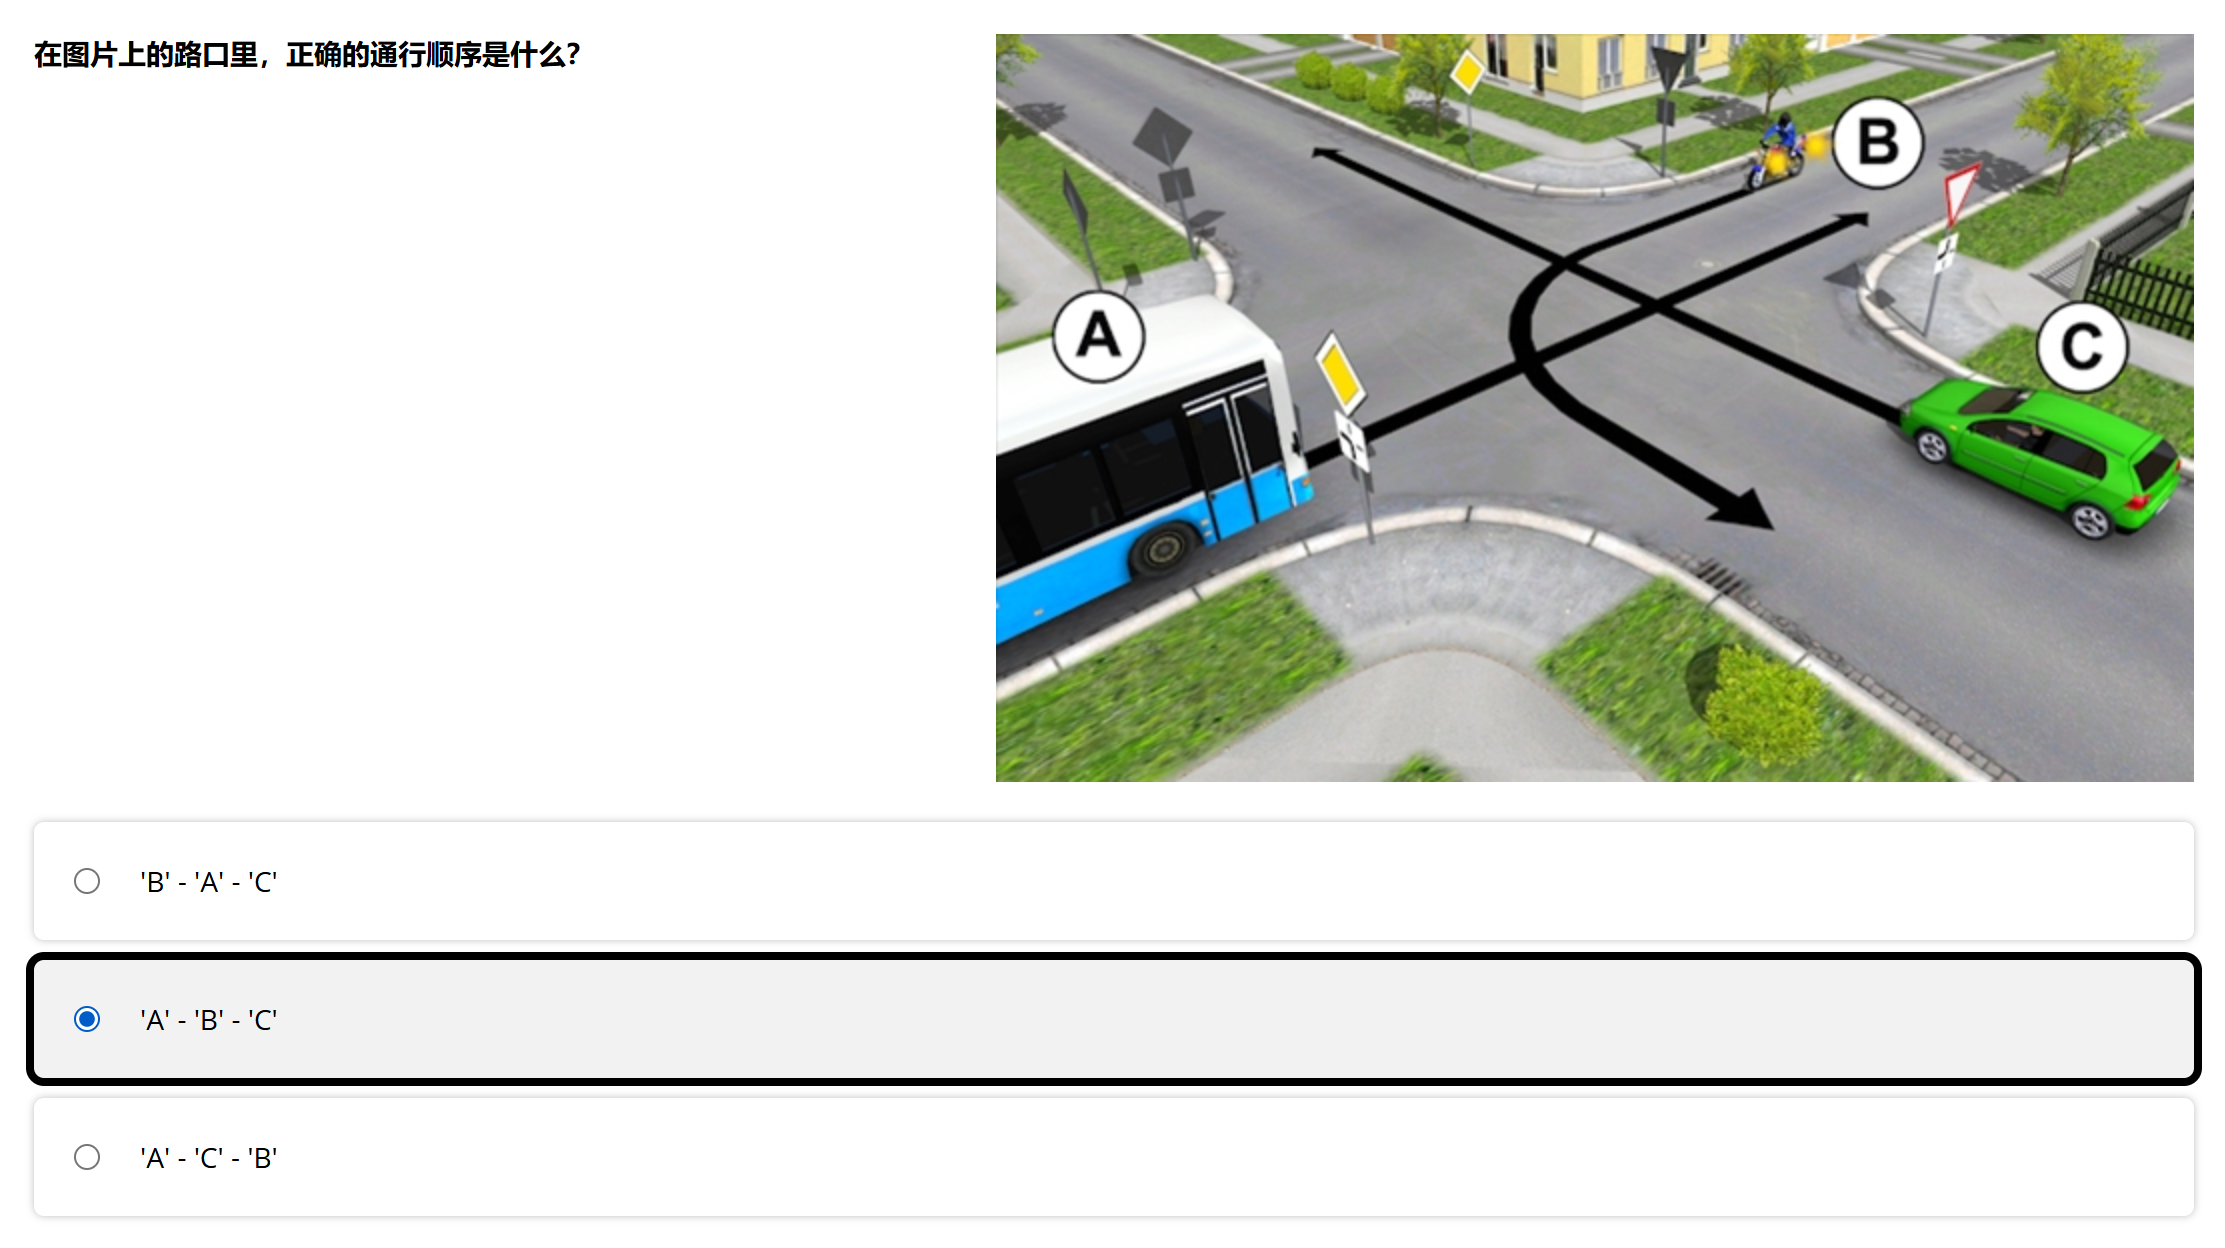 在图片上的路口里，正确的通行顺序是什么？
B
A
C
'B' - 'A' - 'C'
'A' - 'B' - 'C'
'A' - 'C' - 'B'